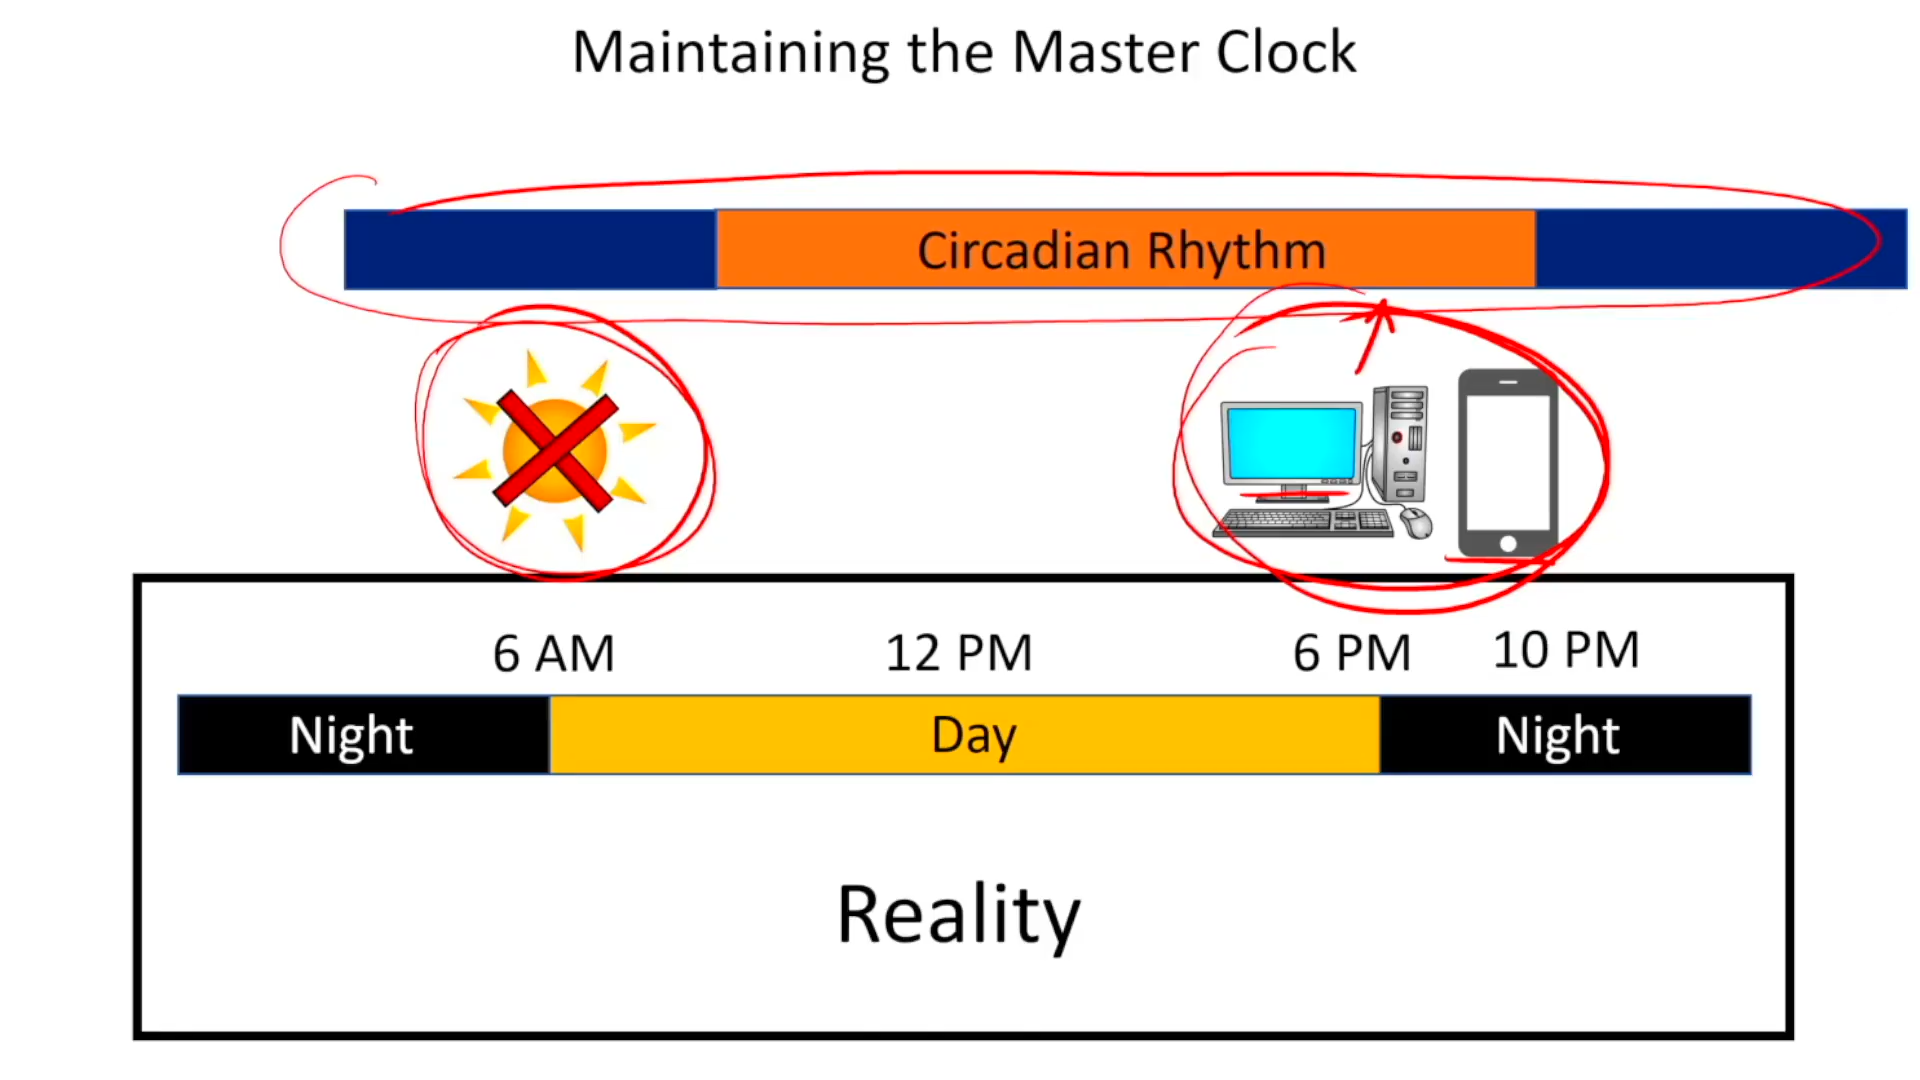 Maintaining the Master Clock
Circadian Rhythm
6 AM 12 PM 6 PM 10 PM
Night Day Night
Reality